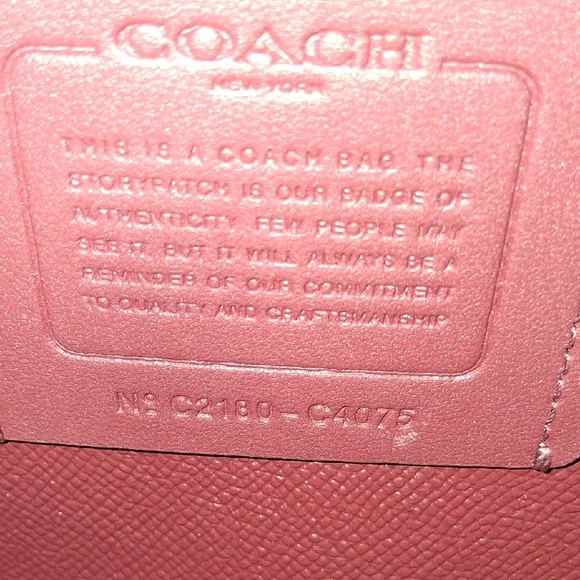 COACH
NEW YORK
THIS IS A COACH BAG. THE
STORYPATCH IS OUR BADGE OF
AUTHENTICITY. FEW PEOPLE MAY
SEE IT, BUT IT WILL ALWAYS BE A
REMINDER OF OUR COMMITMENT
TO QUALITY AND CRAFTSMANSHIP
Nº C2180-C4075